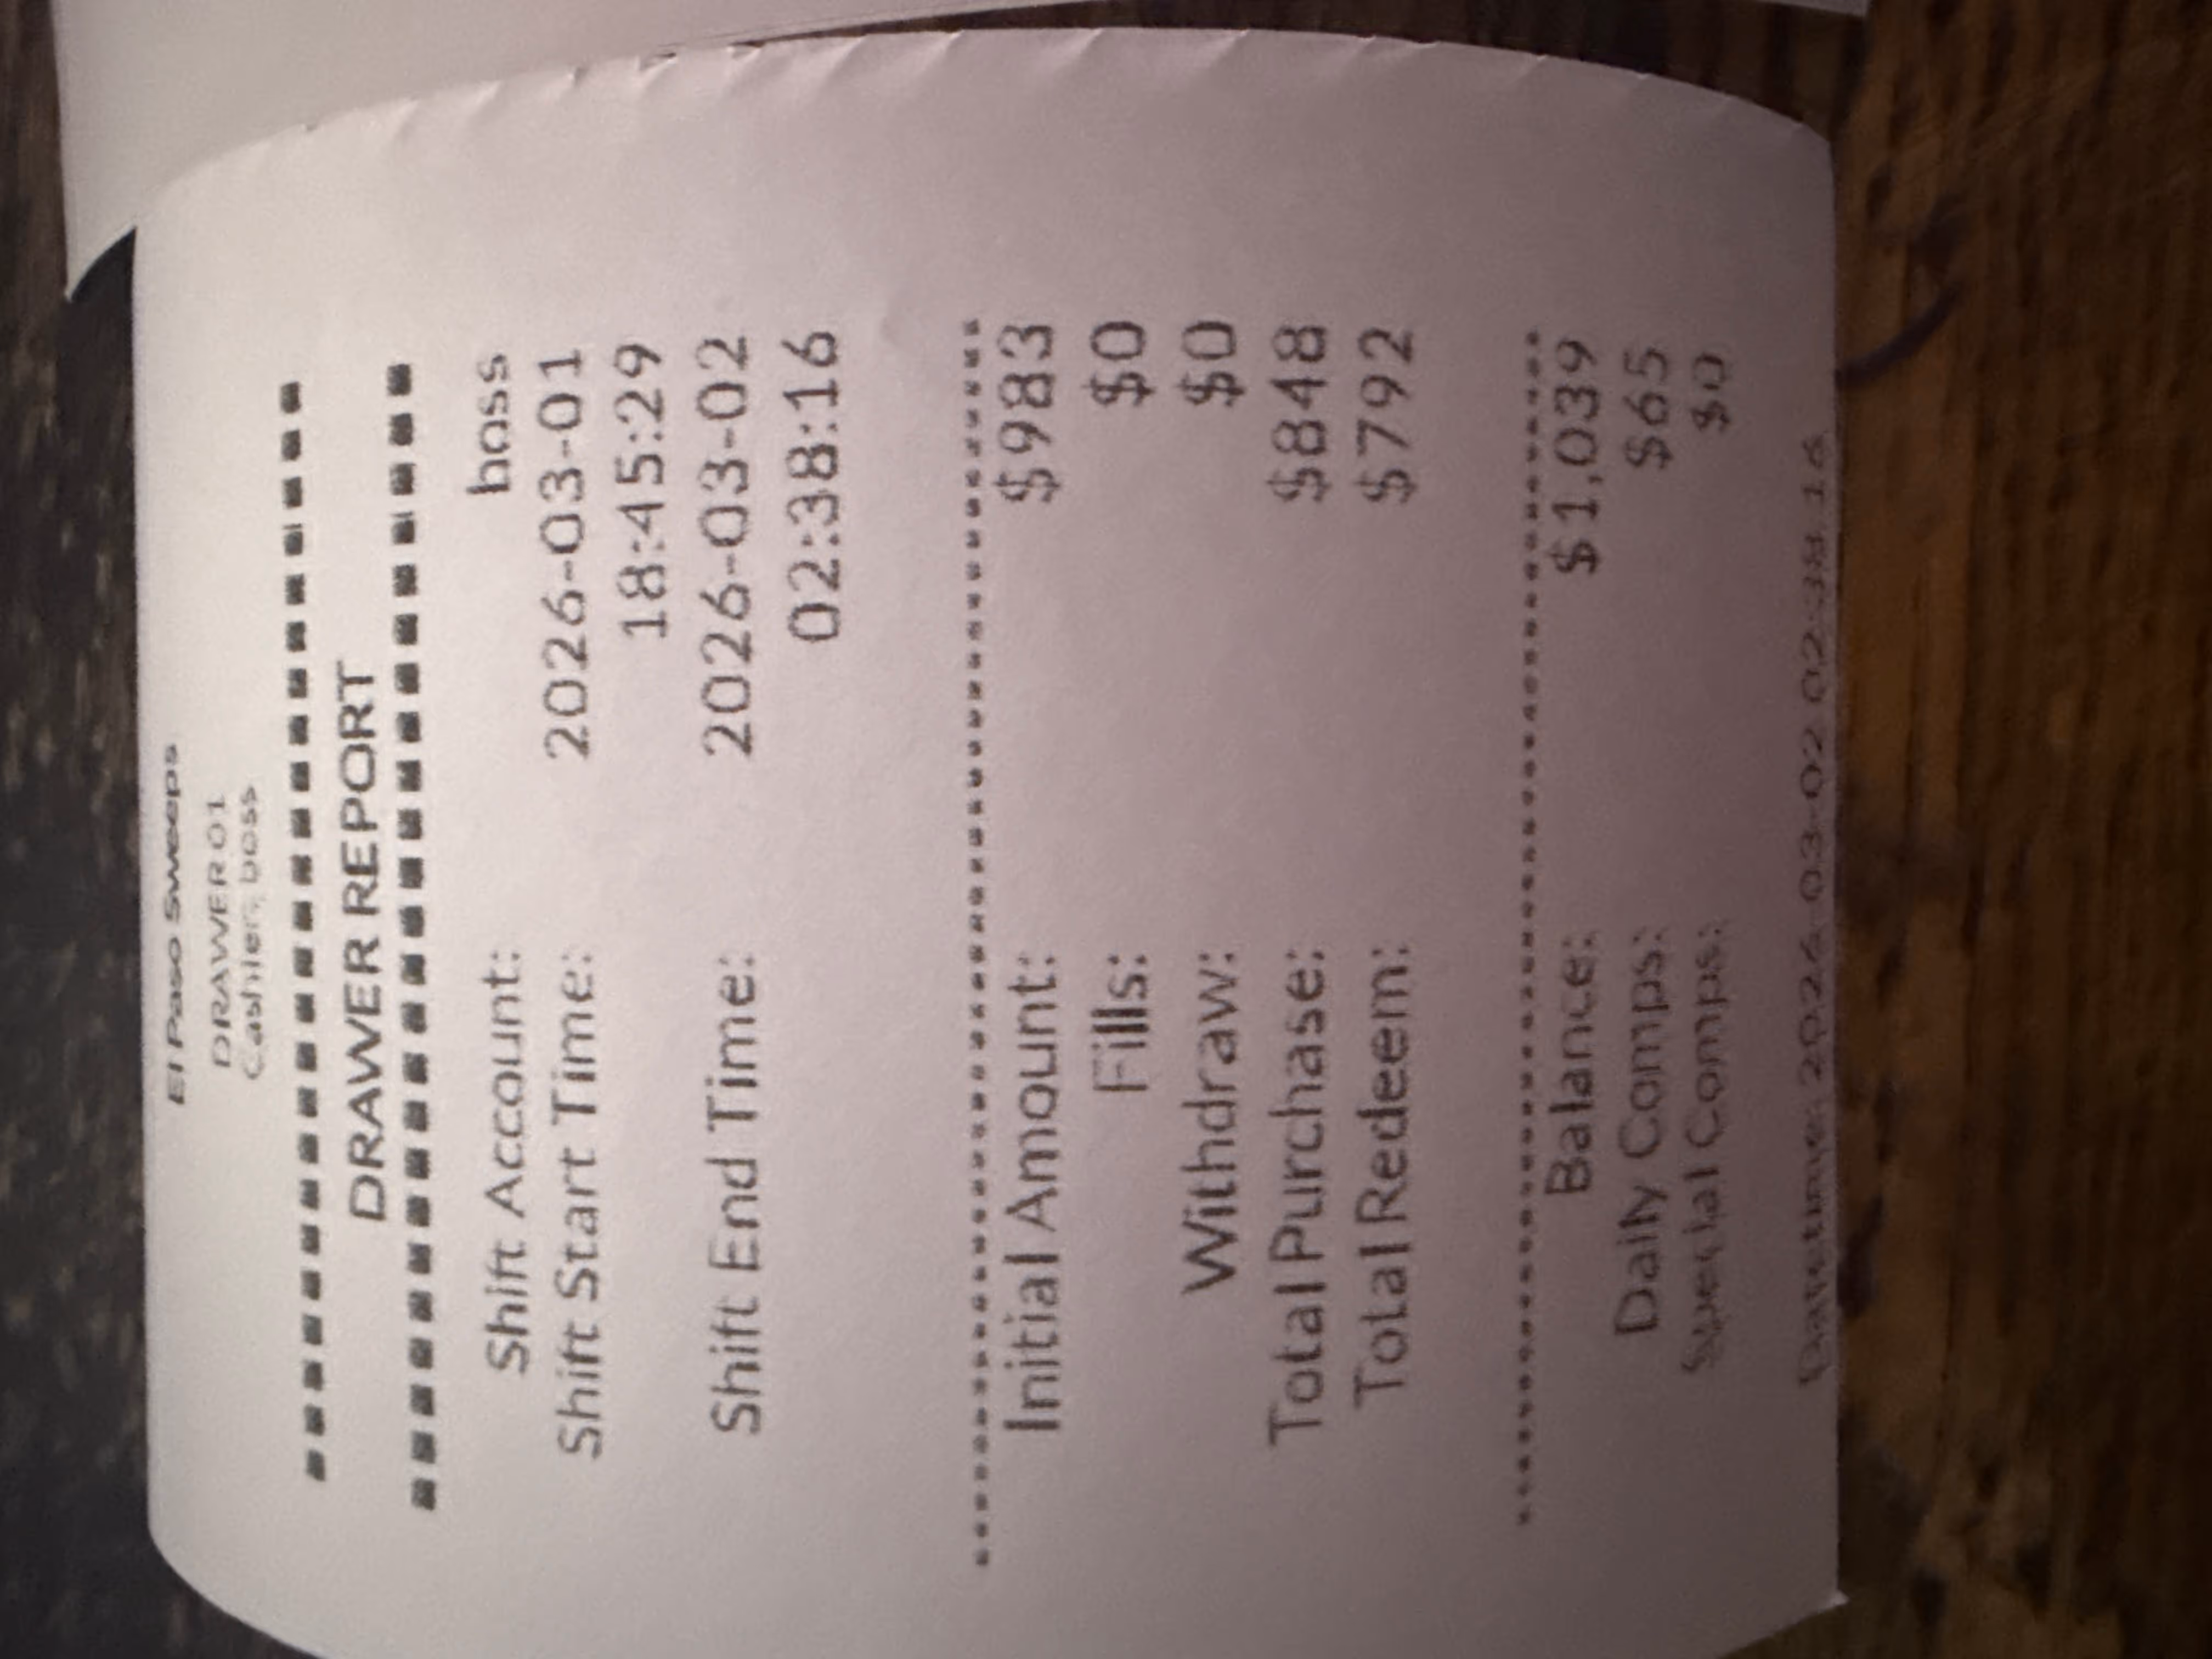 El Paso Sweeps
DRAWER 01
Cashier: boss
DRAWER REPORT
Shift Account: boss
Shift Start Time: 2026-03-01
18:45:29
Shift End Time: 2026-03-02
02:38:16
Initial Amount: $983
Fills: $0
Withdraw: $0
Total Purchase: $848
Total Redeem: $792
Balance: $1,039
Daily Comps: $65
Special Comps: $0
Datetime: 2026-03-02 02:38:16